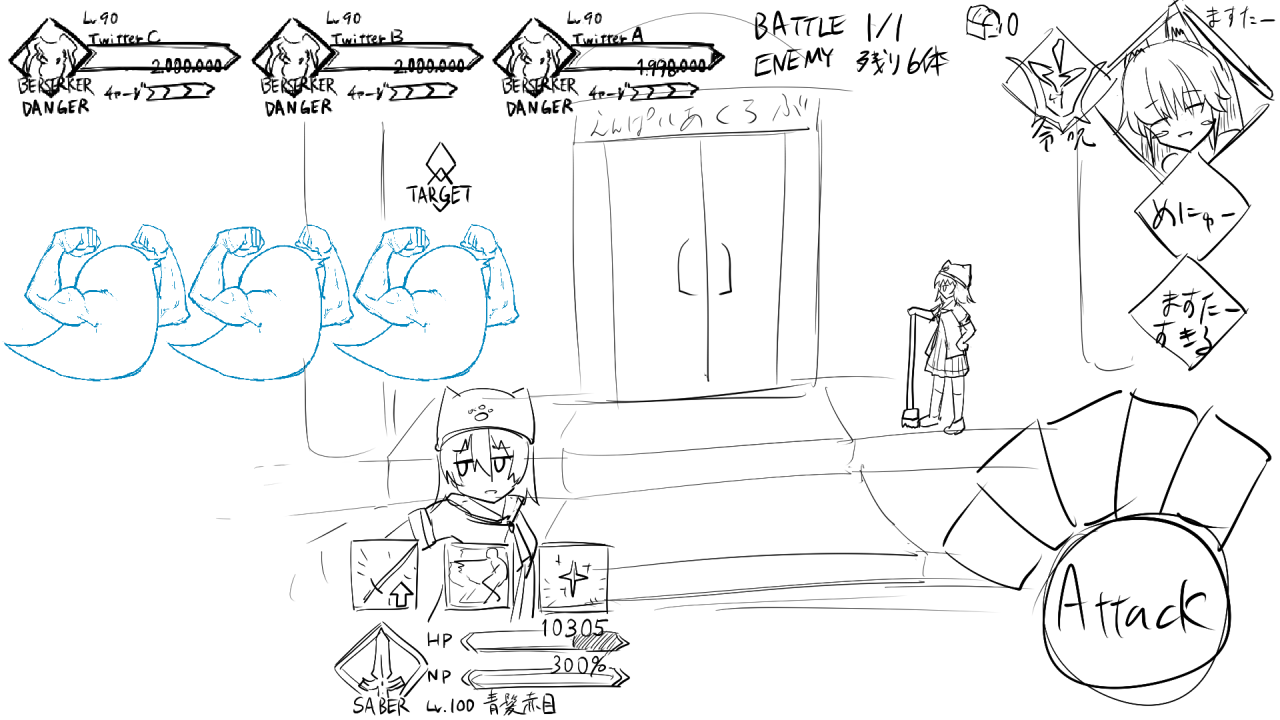 Lv.90
Twitter C
2.000.000
BERSERKER
チャージ
DANGER
Lv.90
Twitter B
2.000.000
BERSERKER
チャージ
DANGER
Lv.90
Twitter A
1.998.000
BERSERKER
チャージ
DANGER
BATTLE 1/1
ENEMY 残り6体
0
ますたー
令呪
めにゅー
ますたー
すきる
えんぱいあくろぶ
TARGET
Attack
HP 10305
NP 300%
SABER Lv.100 青髪赤目